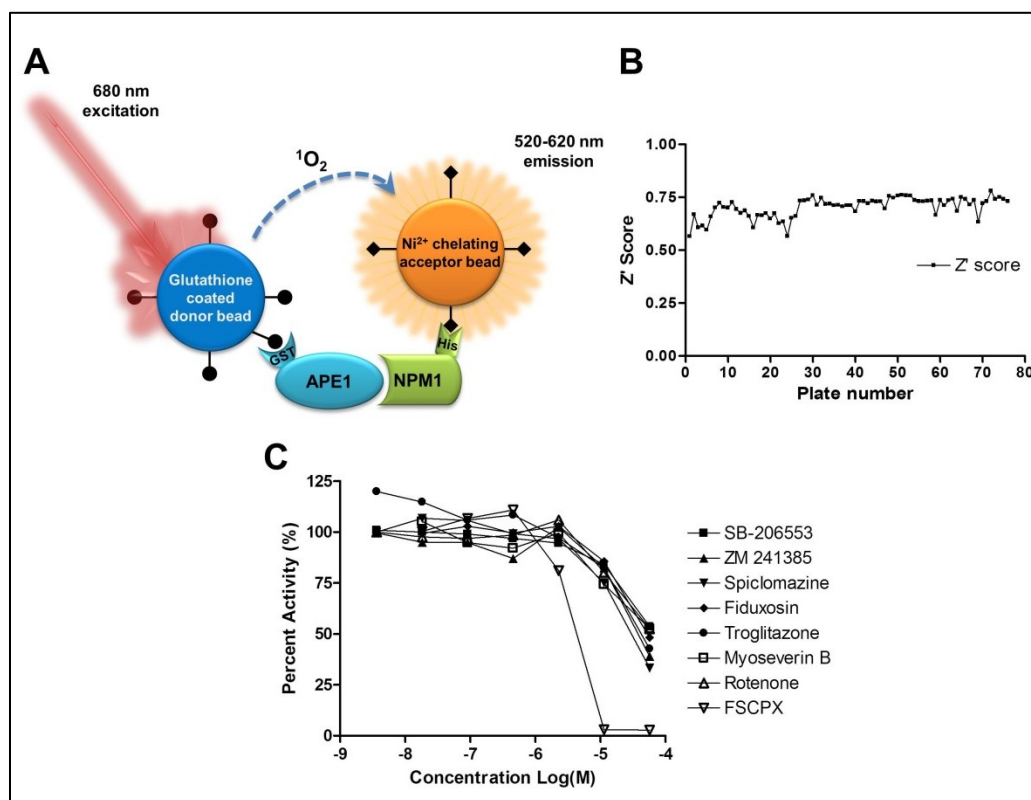 A
680 nm
excitation
¹O₂
520-620 nm
emission
Glutathione
coated
donor bead
Ni²⁺ chelating
acceptor bead
GST
His
APE1
NPM1
B
Z' Score
1.00
0.75
0.50
0.25
0.00
Z' score
0 10 20 30 40 50 60 70 80
Plate number
C
Percent Activity (%)
125
100
75
50
25
0
-9 -8 -7 -6 -5 -4
Concentration Log(M)
SB-206553
ZM 241385
Spiclomazine
Fiduxosin
Troglitazone
Myoseverin B
Rotenone
FSCPX